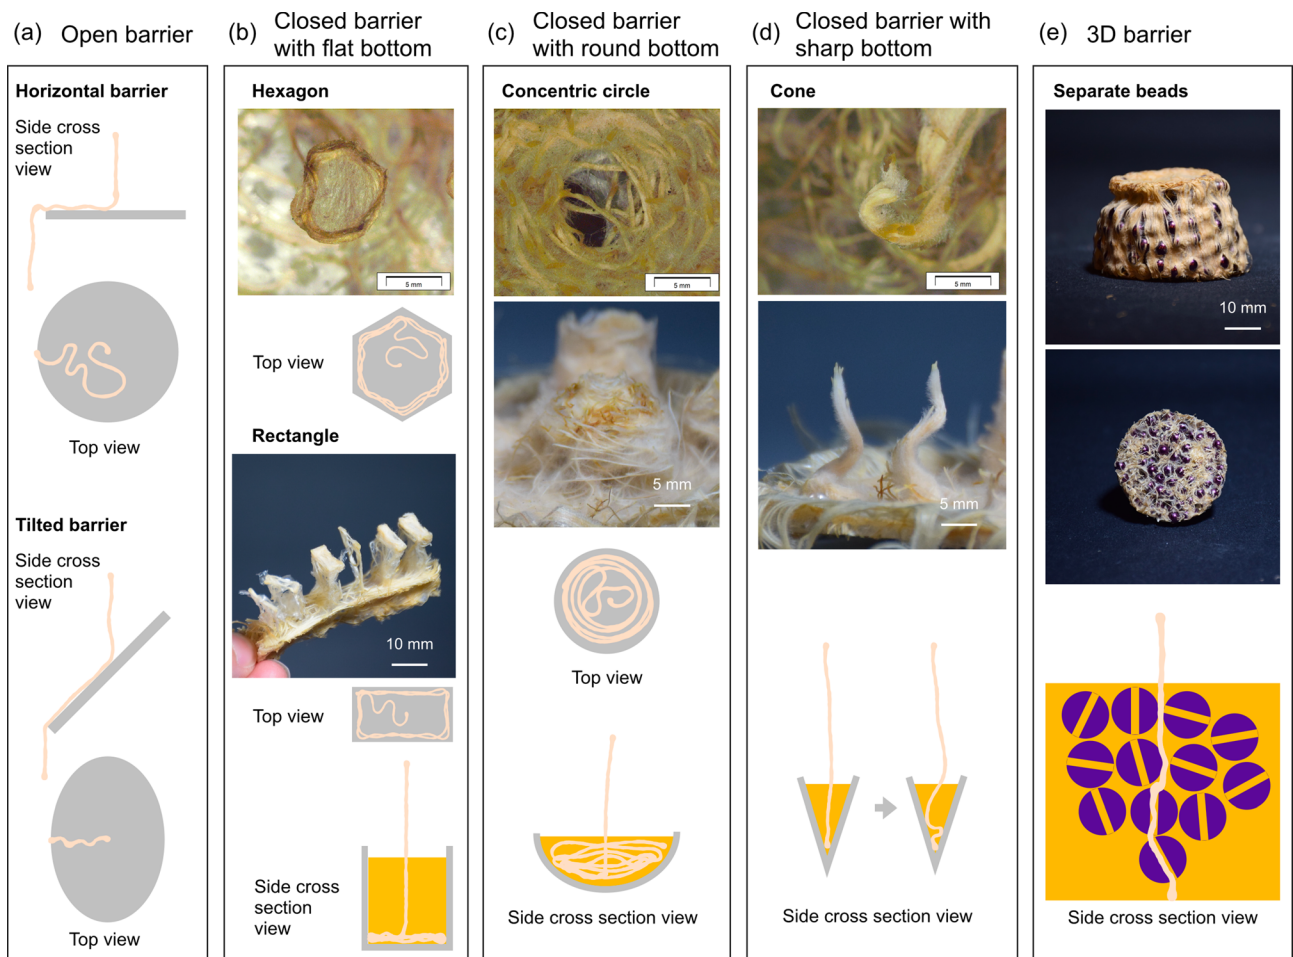 (a) Open barrier
Horizontal barrier
Side cross
section
view
Top view
Tilted barrier
Side cross
section
view
Top view
(b) Closed barrier
with flat bottom
Hexagon
5 mm
Top view
Rectangle
10 mm
Top view
Side cross
section
view
(c) Closed barrier
with round bottom
Concentric circle
5 mm
5 mm
Top view
Side cross section view
(d) Closed barrier with
sharp bottom
Cone
5 mm
5 mm
Side cross section view
(e) 3D barrier
Separate beads
10 mm
Side cross section view